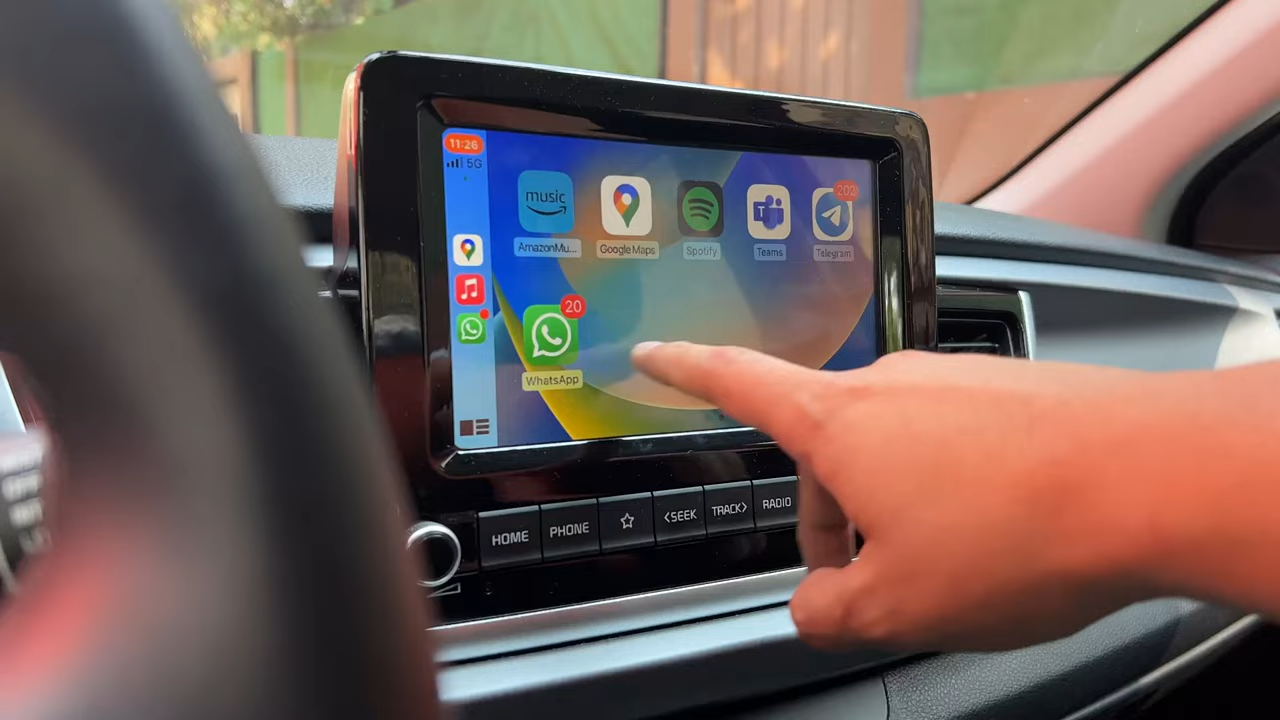 11:26
5G
music
AmazonMu...
Google Maps
Spotify
Teams
202
Telegram
20
WhatsApp
HOME
PHONE
<SEEK
TRACK>
RADIO